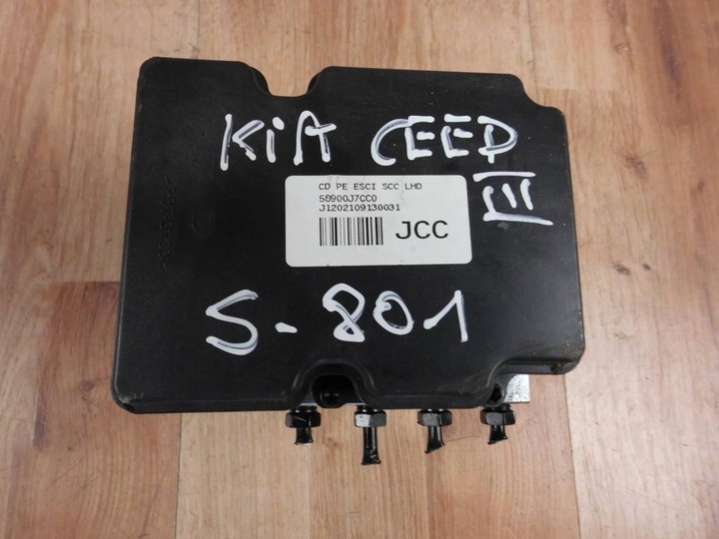 KiA CEED
III
CD PE ESCI SCC LHD
58900J7CC0
J1202109130031
JCC
S-801